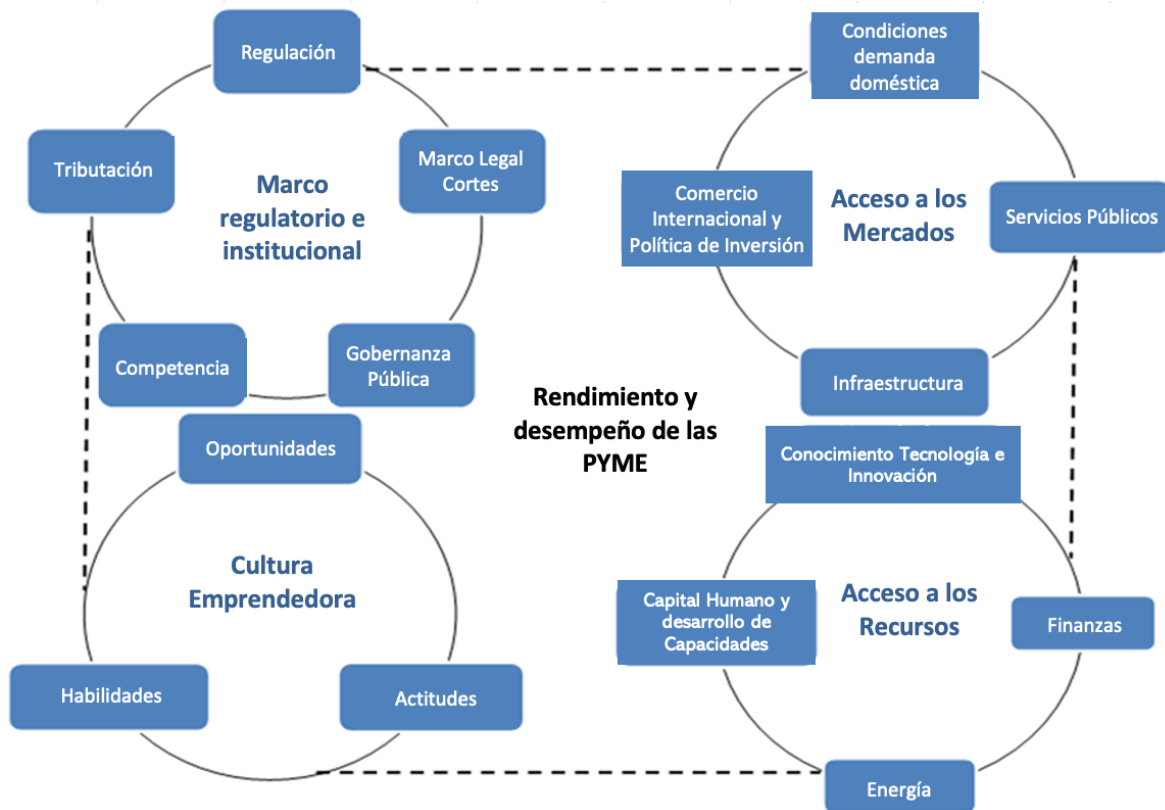 Regulación
Tributación
Marco Legal
Cortes
Marco
regulatorio e
institucional
Competencia
Gobernanza
Pública
Condiciones
demanda
doméstica
Comercio
Internacional y
Política de Inversión
Acceso a los
Mercados
Servicios Públicos
Infraestructura
Rendimiento y
desempeño de las
PYME
Oportunidades
Cultura
Emprendedora
Habilidades
Actitudes
Conocimiento Tecnología e
Innovación
Capital Humano y
desarrollo de
Capacidades
Acceso a los
Recursos
Finanzas
Energía